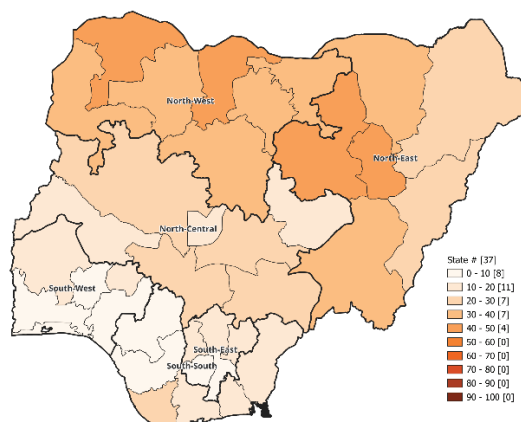 North-West
North-East
North-Central
South-West
South-East
South-South
State # [37]
0 - 10 [8]
10 - 20 [11]
20 - 30 [7]
30 - 40 [7]
40 - 50 [4]
50 - 60 [0]
60 - 70 [0]
70 - 80 [0]
80 - 90 [0]
90 - 100 [0]